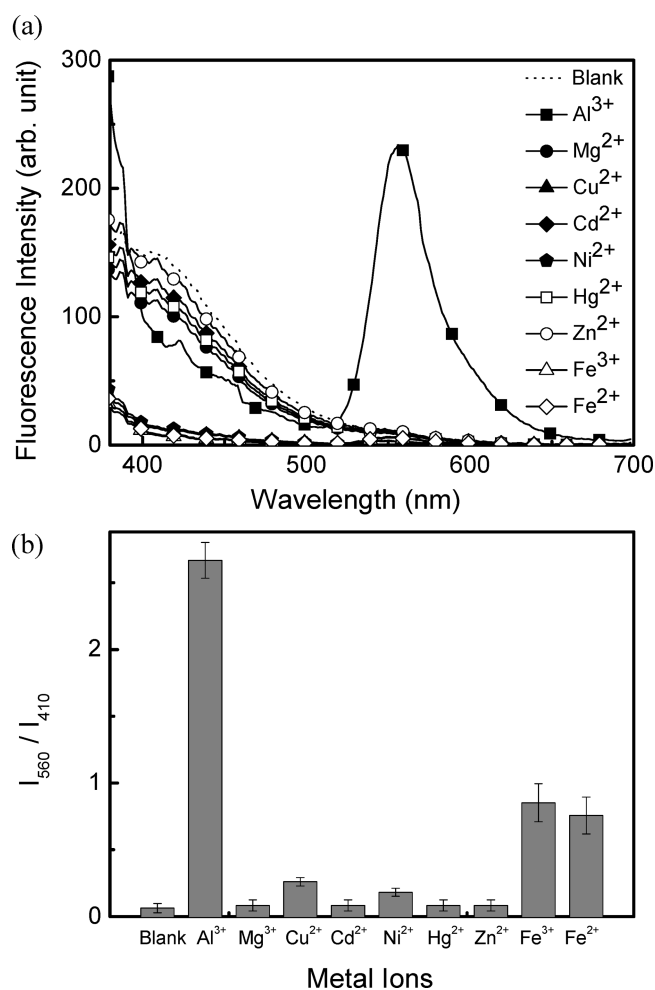 (a)
300
200
100
0
Fluorescence Intensity (arb. unit)
Blank
Al³⁺
Mg²⁺
Cu²⁺
Cd²⁺
Ni²⁺
Hg²⁺
Zn²⁺
Fe³⁺
Fe²⁺
400 500 600 700
Wavelength (nm)
(b)
2
1
0
I₅₆₀ / I₄₁₀
Blank Al³⁺ Mg³⁺ Cu²⁺ Cd²⁺ Ni²⁺ Hg²⁺ Zn²⁺ Fe³⁺ Fe²⁺
Metal Ions